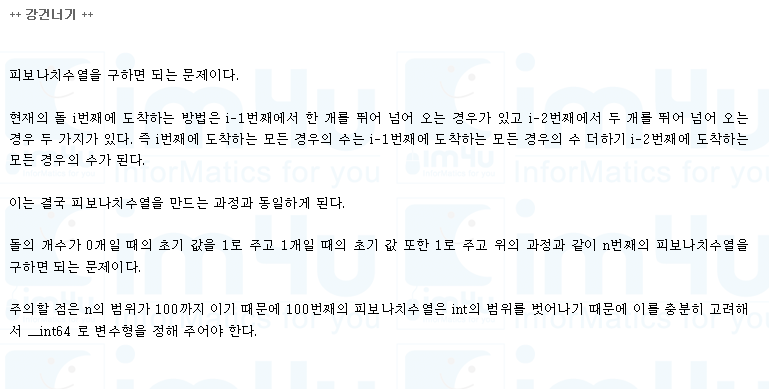 ++ 강건너기 ++
피보나치수열을 구하면 되는 문제이다.
현재의 돌 i번째에 도착하는 방법은 i-1번째에서 한 개를 뛰어 넘어 오는 경우가 있고 i-2번째에서 두 개를 뛰어 넘어 오는
경우 두 가지가 있다. 즉 i번째에 도착하는 모든 경우의 수는 i-1번째에 도착하는 모든 경우의 수 더하기 i-2번째에 도착하는
모든 경우의 수가 된다.
이는 결국 피보나치수열을 만드는 과정과 동일하게 된다.
돌의 개수가 0개일 때의 초기 값을 1로 주고 1개일 때의 초기 값 또한 1로 주고 위의 과정과 같이 n번째의 피보나치수열을
구하면 되는 문제이다.
주의할 점은 n의 범위가 100까지 이기 때문에 100번째의 피보나치수열은 int의 범위를 벗어나기 때문에 이를 충분히 고려해
서 __int64 로 변수형을 정해 주어야 한다.
im4u
InforMatics for you